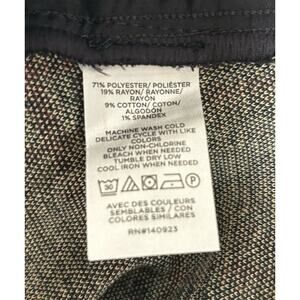 71% POLYESTER/POLIÉSTER
19% RAYON/RAYONNE/
RAYÓN
9% COTTON/COTON/
ALGODÓN
1% SPANDEX
MACHINE WASH COLD
DELICATE CYCLE WITH LIKE
COLORS
ONLY NON-CHLORINE
BLEACH WHEN NEEDED
TUMBLE DRY LOW
COOL IRON WHEN NEEDED
30
P
AVEC DES COULEURS
SEMBLABLES / CON
COLORES SIMILARES
RN#140923